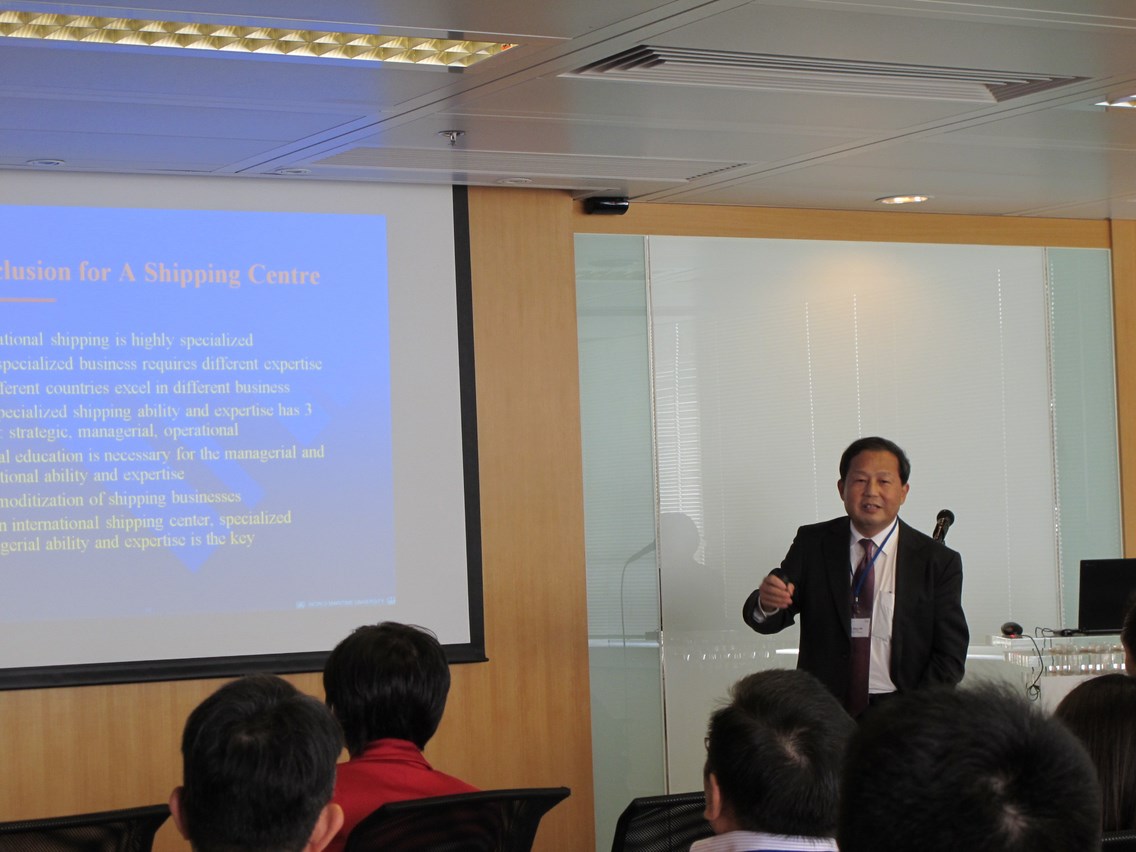 clusion for A Shipping Centre
ational shipping is highly specialized
specialized business requires different expertise
fferent countries excel in different business
pecialized shipping ability and expertise has 3
: strategic, managerial, operational
al education is necessary for the managerial and
tional ability and expertise
moditization of shipping businesses
n international shipping center, specialized
gerial ability and expertise is the key